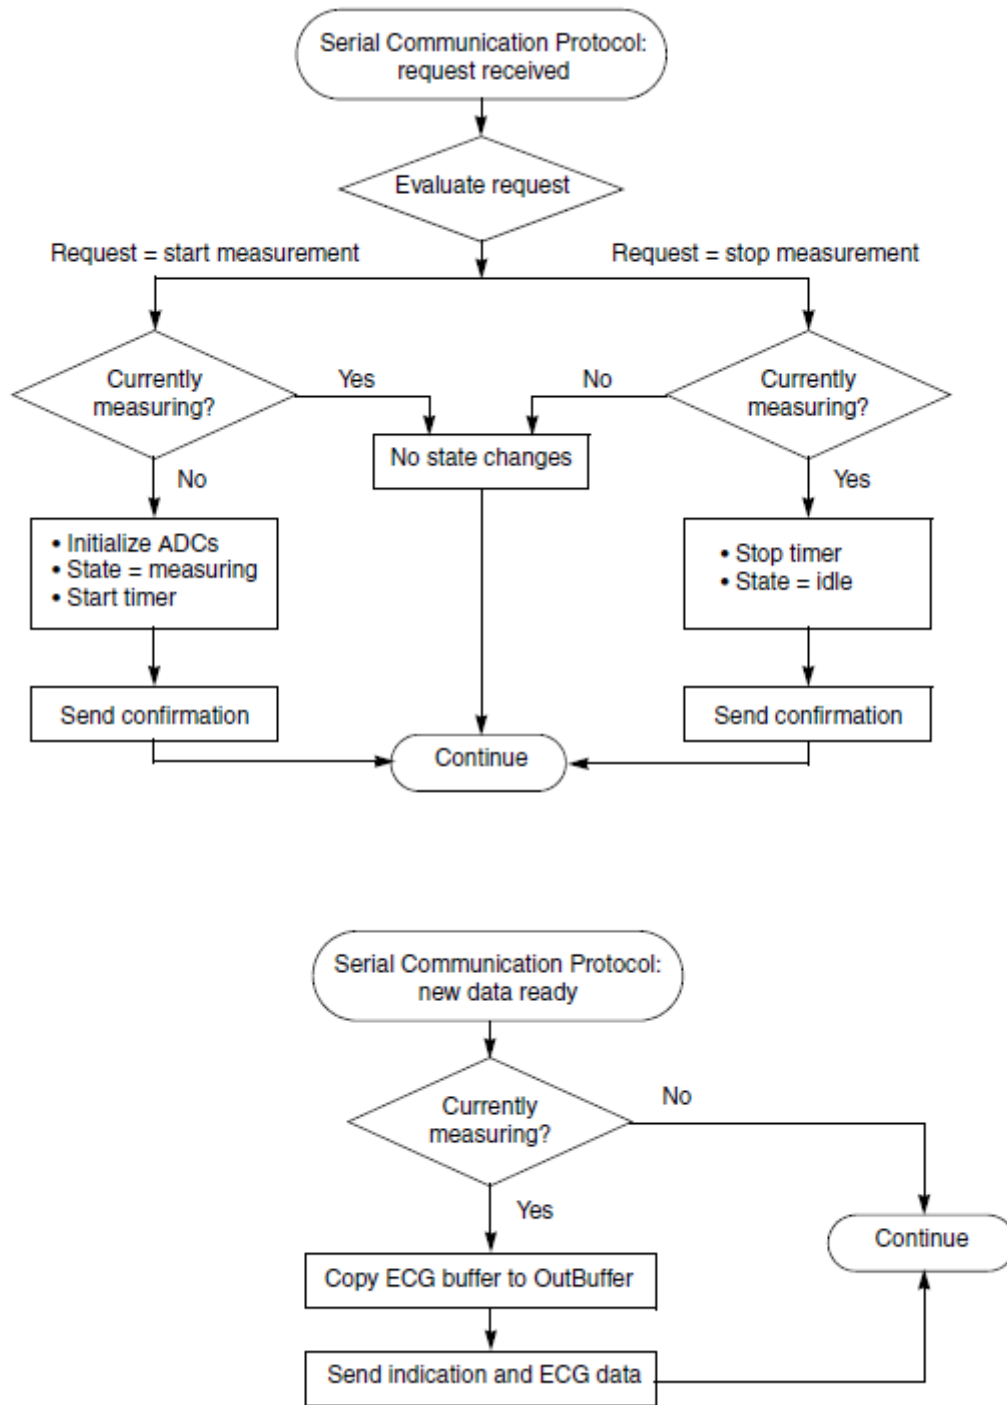 Serial Communication Protocol:
request received
Evaluate request
Request = start measurement
Request = stop measurement
Currently
measuring?
Yes
No
Currently
measuring?
No state changes
No
Yes
• Initialize ADCs
• State = measuring
• Start timer
• Stop timer
• State = idle
Send confirmation
Send confirmation
Continue
Serial Communication Protocol:
new data ready
Currently
measuring?
No
Yes
Continue
Copy ECG buffer to OutBuffer
Send indication and ECG data